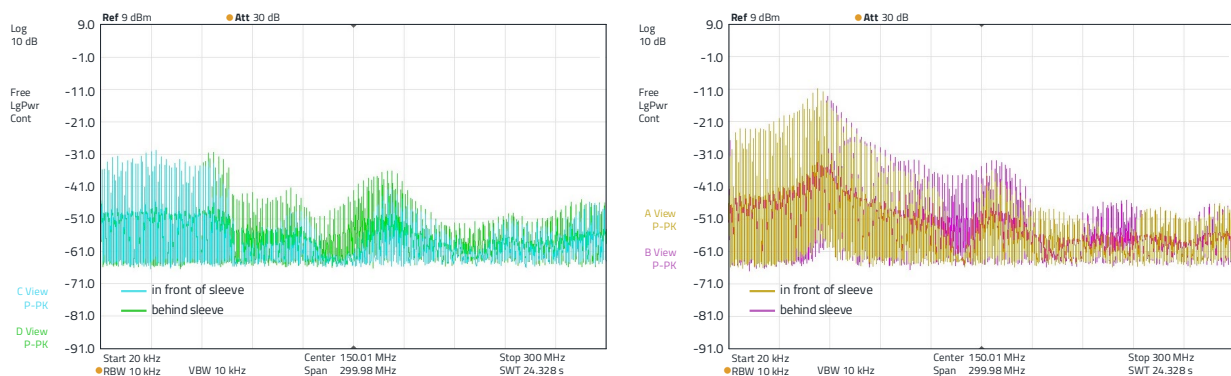 Ref 9 dBm Att 30 dB
Log
10 dB
9.0
-1.0
-11.0
-21.0
-31.0
-41.0
-51.0
-61.0
-71.0
-81.0
-91.0
Free
LgPwr
Cont
C View
P-PK
D View
P-PK
in front of sleeve
behind sleeve
Start 20 kHz Center 150.01 MHz Stop 300 MHz
RBW 10 kHz VBW 10 kHz Span 299.98 MHz SWT 24.328 s
Ref 9 dBm Att 30 dB
Log
10 dB
9.0
-1.0
-11.0
-21.0
-31.0
-41.0
-51.0
-61.0
-71.0
-81.0
-91.0
Free
LgPwr
Cont
A View
P-PK
B View
P-PK
in front of sleeve
behind sleeve
Start 20 kHz Center 150.01 MHz Stop 300 MHz
RBW 10 kHz VBW 10 kHz Span 299.98 MHz SWT 24.328 s